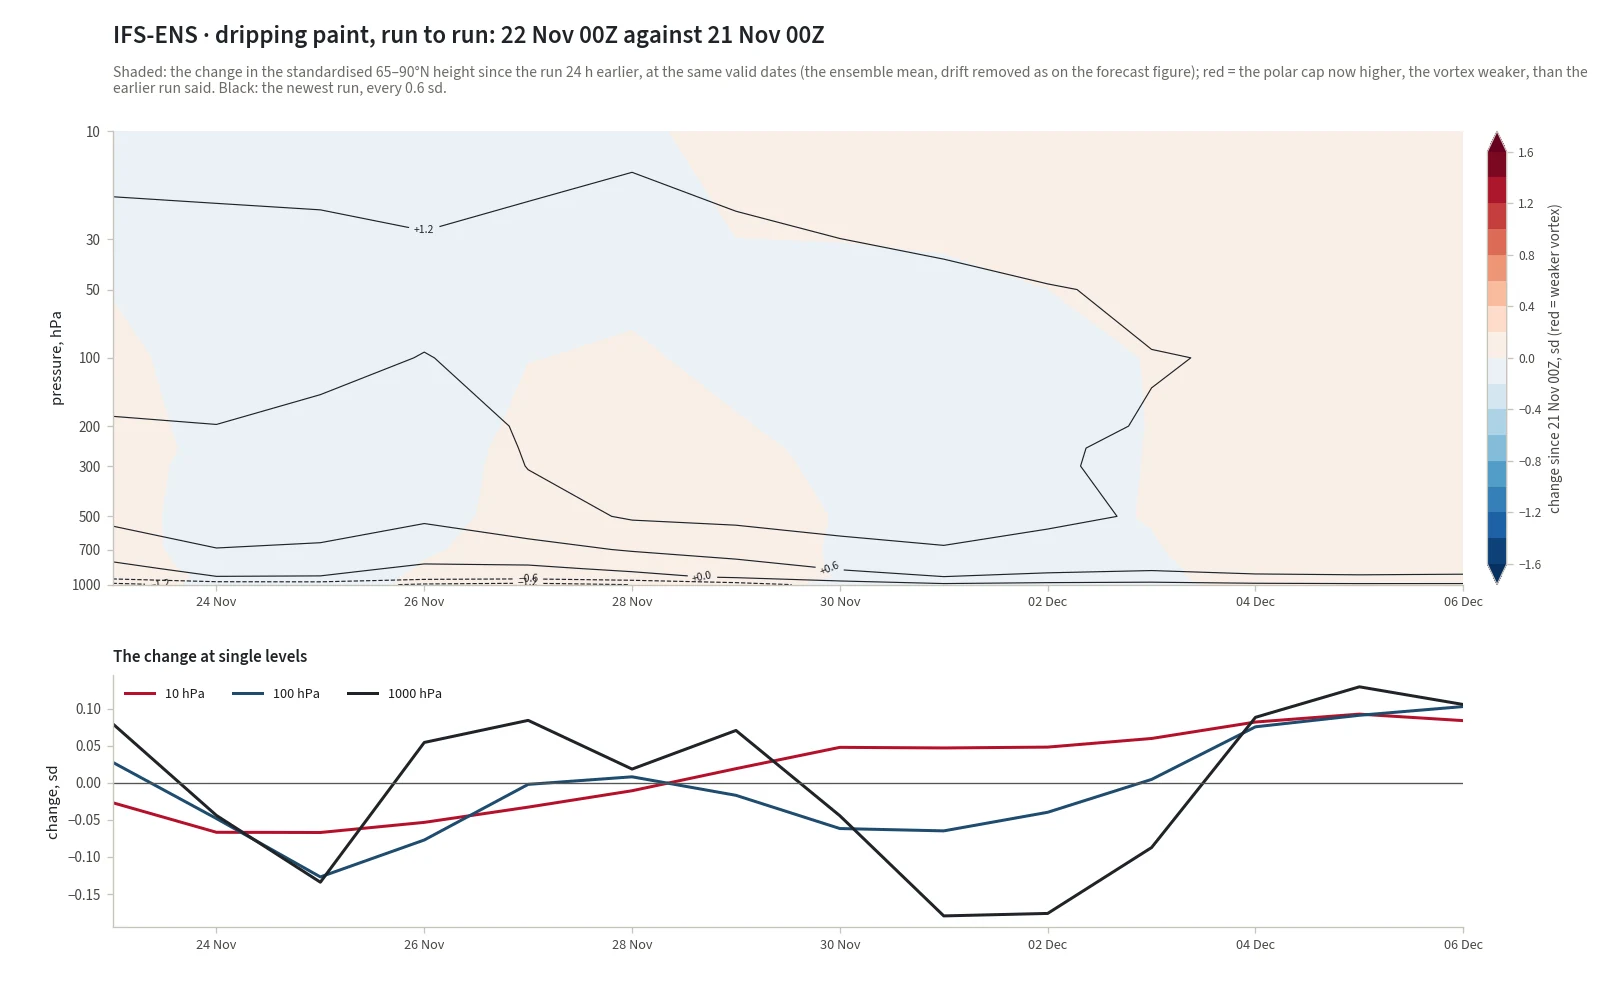 IFS-ENS · dripping paint, run to run: 22 Nov 00Z against 21 Nov 00Z
Shaded: the change in the standardised 65–90°N height since the run 24 h earlier, at the same valid dates (the ensemble mean, drift removed as on the forecast figure); red = the polar cap now higher, the vortex weaker, than the
earlier run said. Black: the newest run, every 0.6 sd.
10
30
50
100
200
300
500
700
1000
pressure, hPa
+1.2
−0.6
+0.0
+0.6
24 Nov
26 Nov
28 Nov
30 Nov
02 Dec
04 Dec
06 Dec
1.6
1.2
0.8
0.4
0.0
−0.4
−0.8
−1.2
−1.6
change since 21 Nov 00Z, sd (red = weaker vortex)
The change at single levels
10 hPa
100 hPa
1000 hPa
0.10
0.05
0.00
−0.05
−0.10
−0.15
change, sd
24 Nov
26 Nov
28 Nov
30 Nov
02 Dec
04 Dec
06 Dec